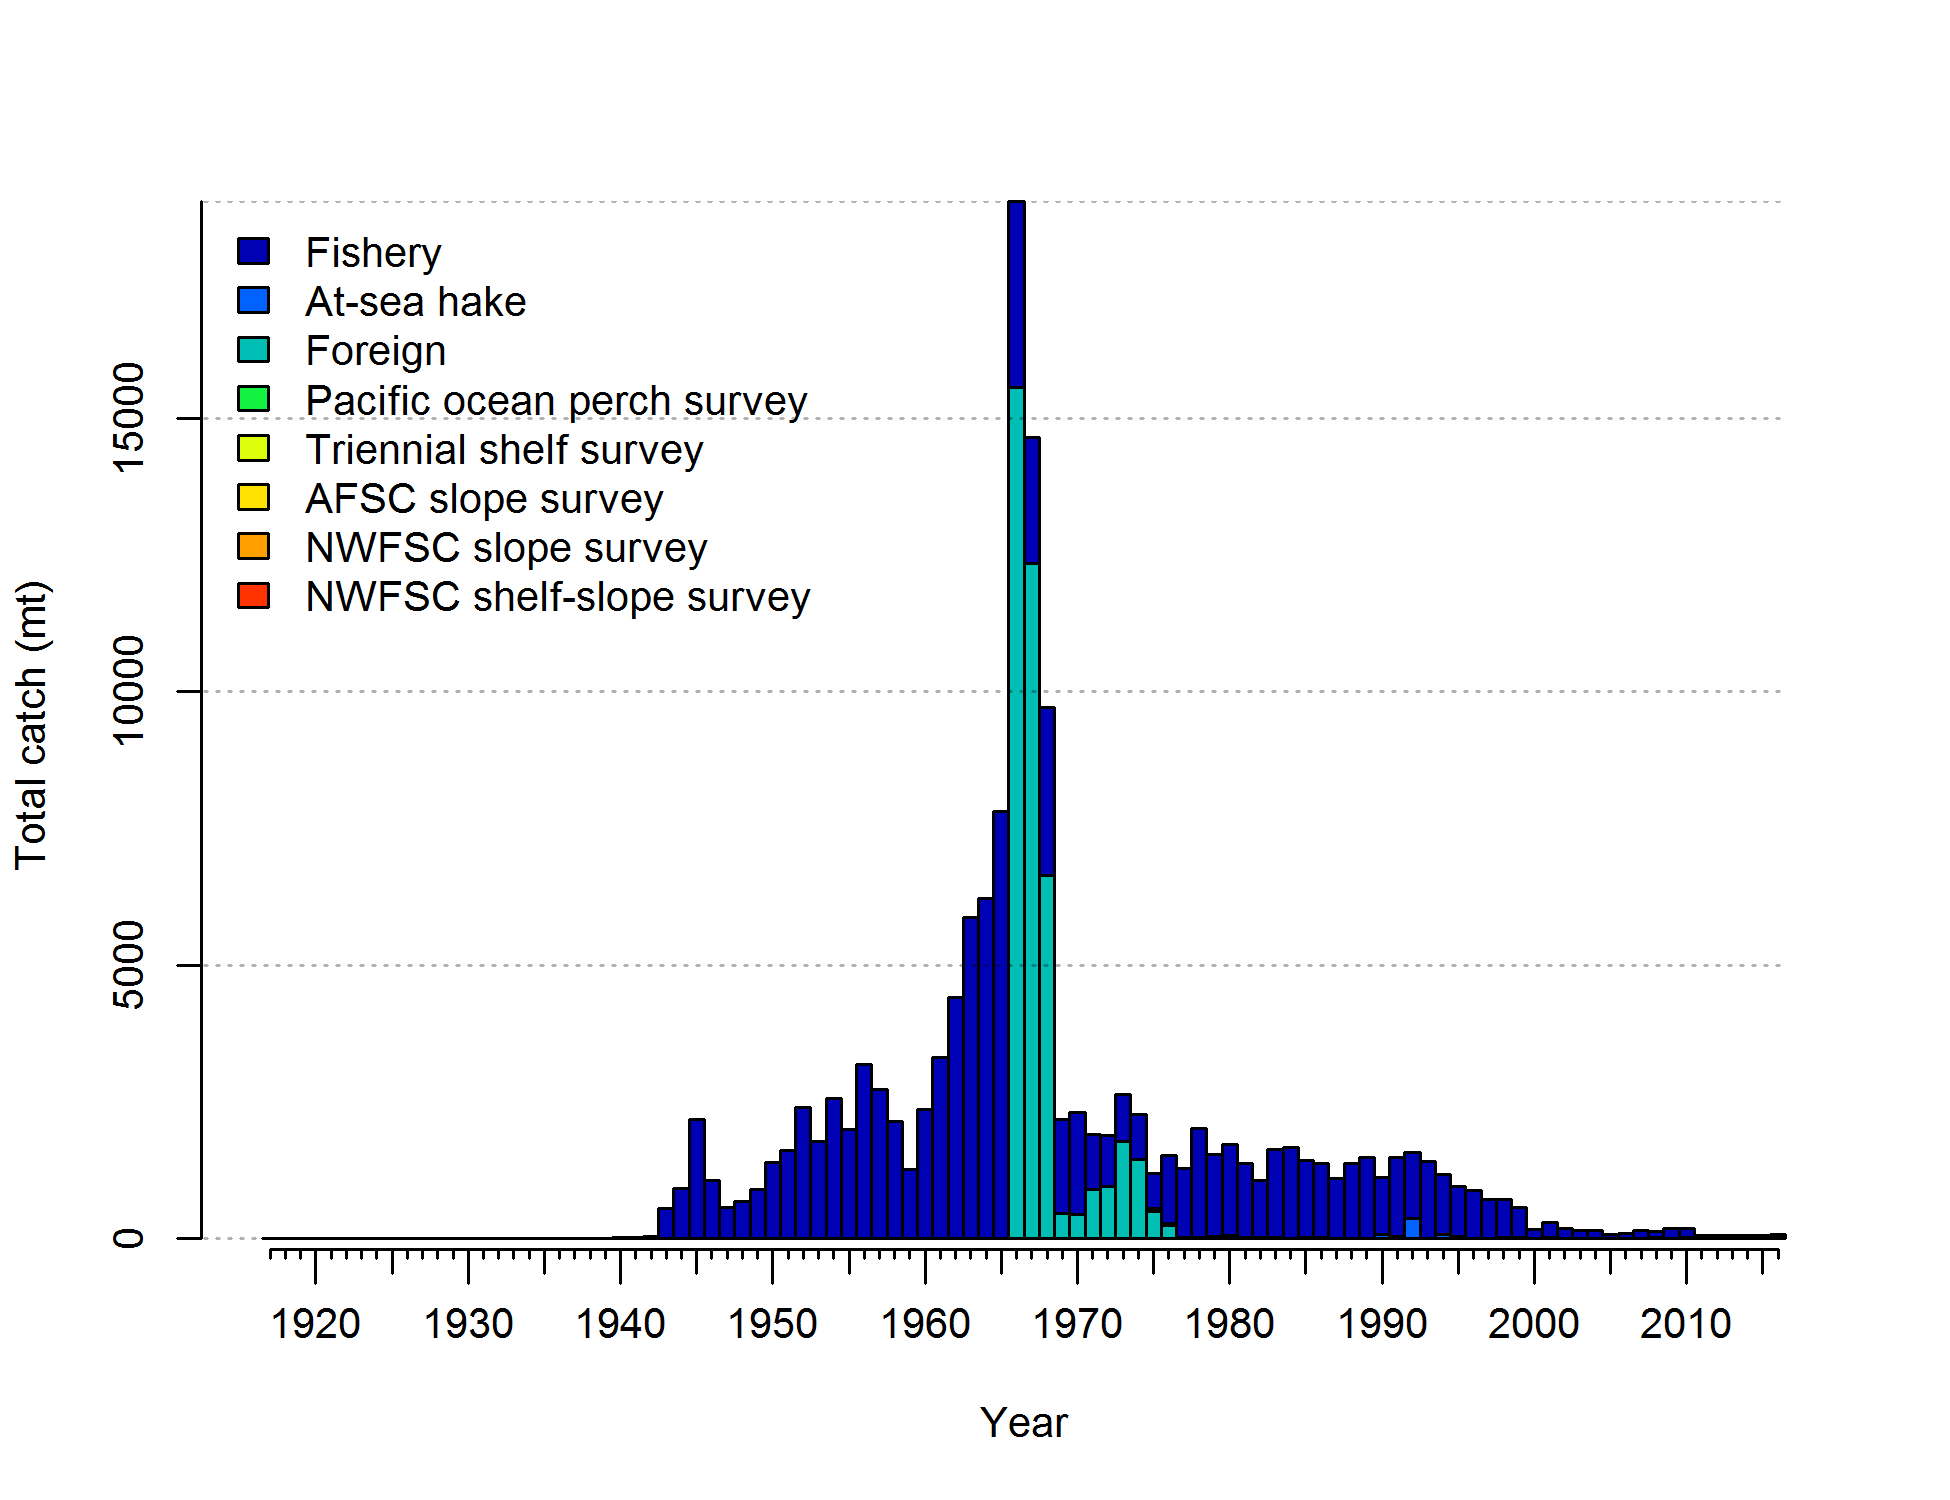 Fishery
At-sea hake
Foreign
Pacific ocean perch survey
Triennial shelf survey
AFSC slope survey
NWFSC slope survey
NWFSC shelf-slope survey
Total catch (mt)
15000
10000
5000
0
1920 1930 1940 1950 1960 1970 1980 1990 2000 2010
Year